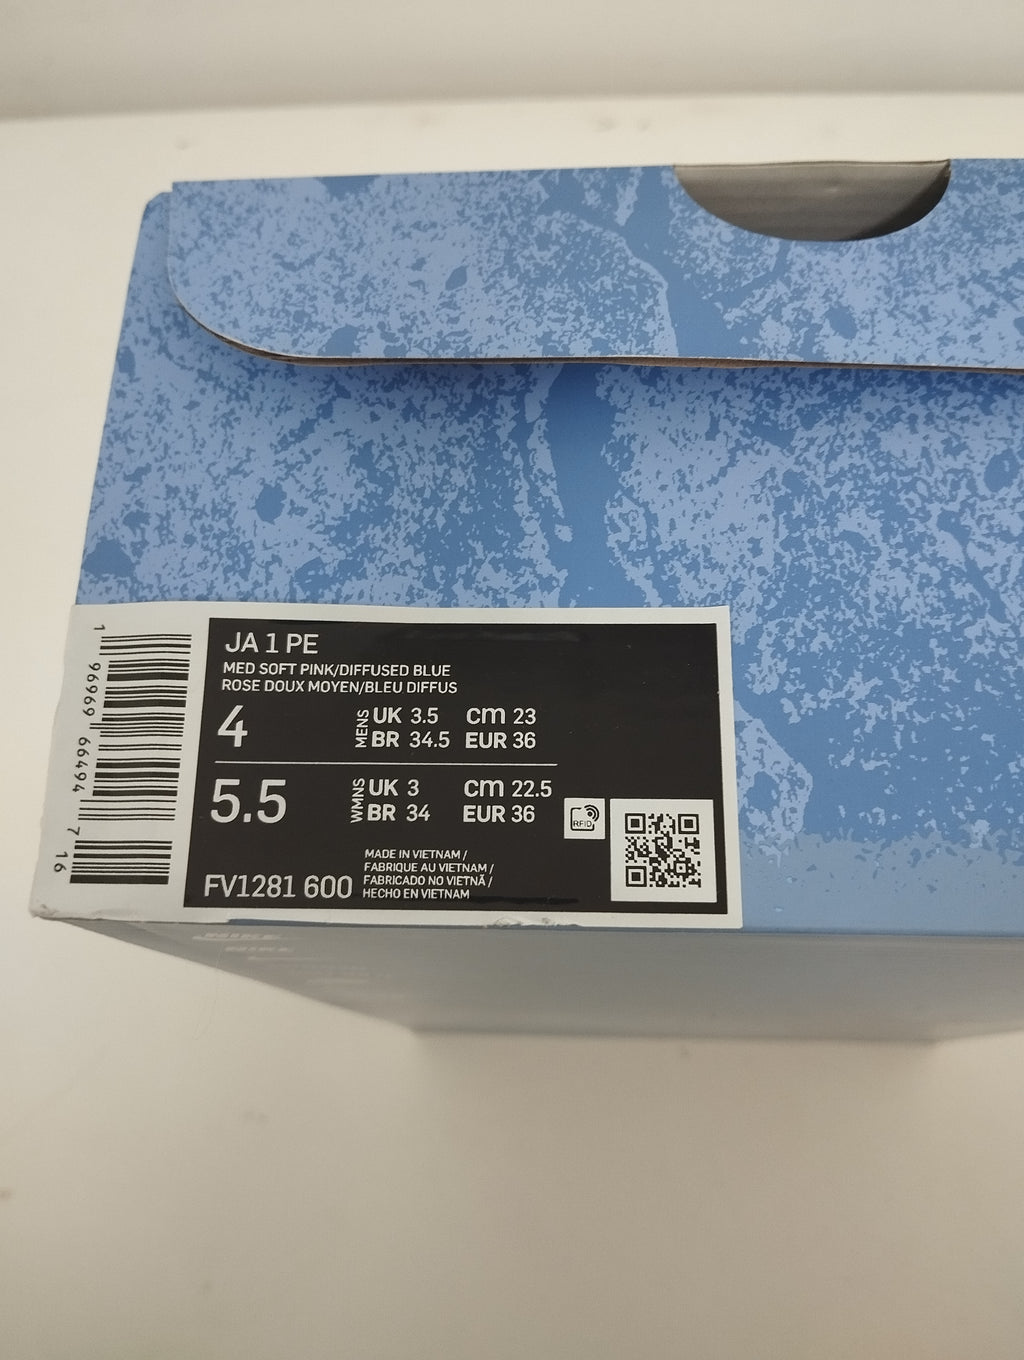 JA 1 PE
MED SOFT PINK/DIFFUSED BLUE
ROSE DOUX MOYEN/BLEU DIFFUS
4 MENS UK 3.5 cm 23
BR 34.5 EUR 36
5.5 WMNS UK 3 cm 22.5
BR 34 EUR 36
RFID
MADE IN VIETNAM /
FABRIQUE AU VIETNAM /
FABRICADO NO VIETNÃ /
HECHO EN VIETNAM
FV1281 600
1 96969 66494 7 16
NIKE
NIKE